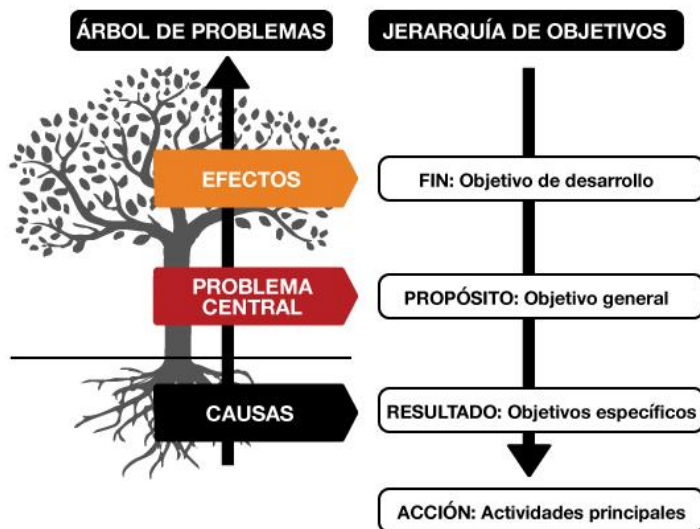 ÁRBOL DE PROBLEMAS
JERARQUÍA DE OBJETIVOS
EFECTOS
FIN: Objetivo de desarrollo
PROBLEMA
CENTRAL
PROPÓSITO: Objetivo general
CAUSAS
RESULTADO: Objetivos específicos
ACCIÓN: Actividades principales